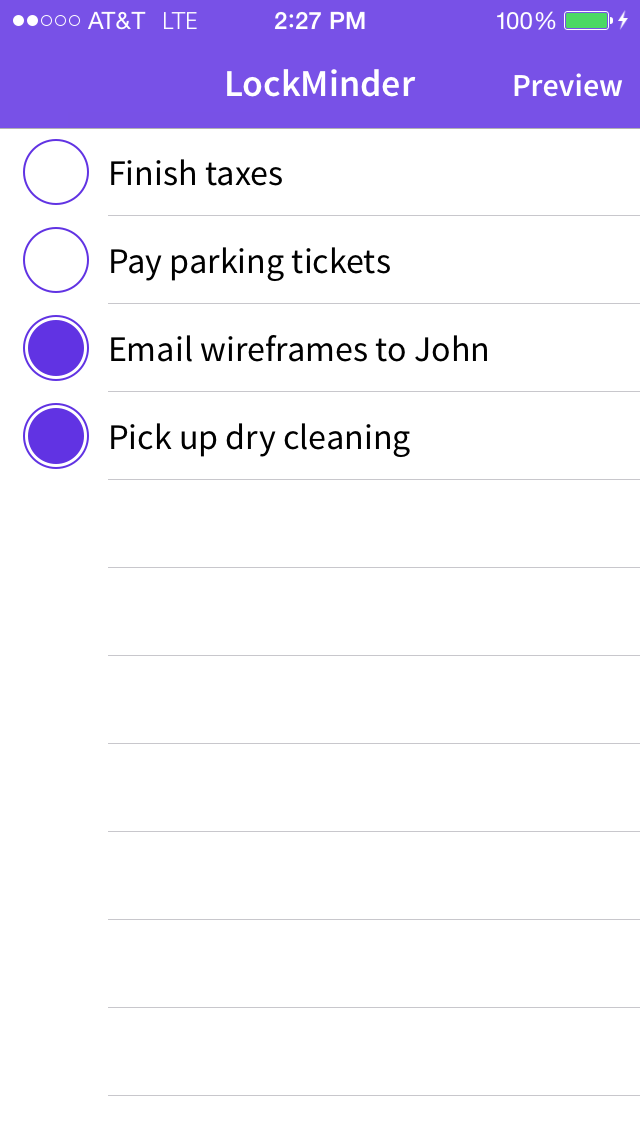 AT&T LTE 2:27 PM 100%
LockMinder Preview
Finish taxes
Pay parking tickets
Email wireframes to John
Pick up dry cleaning